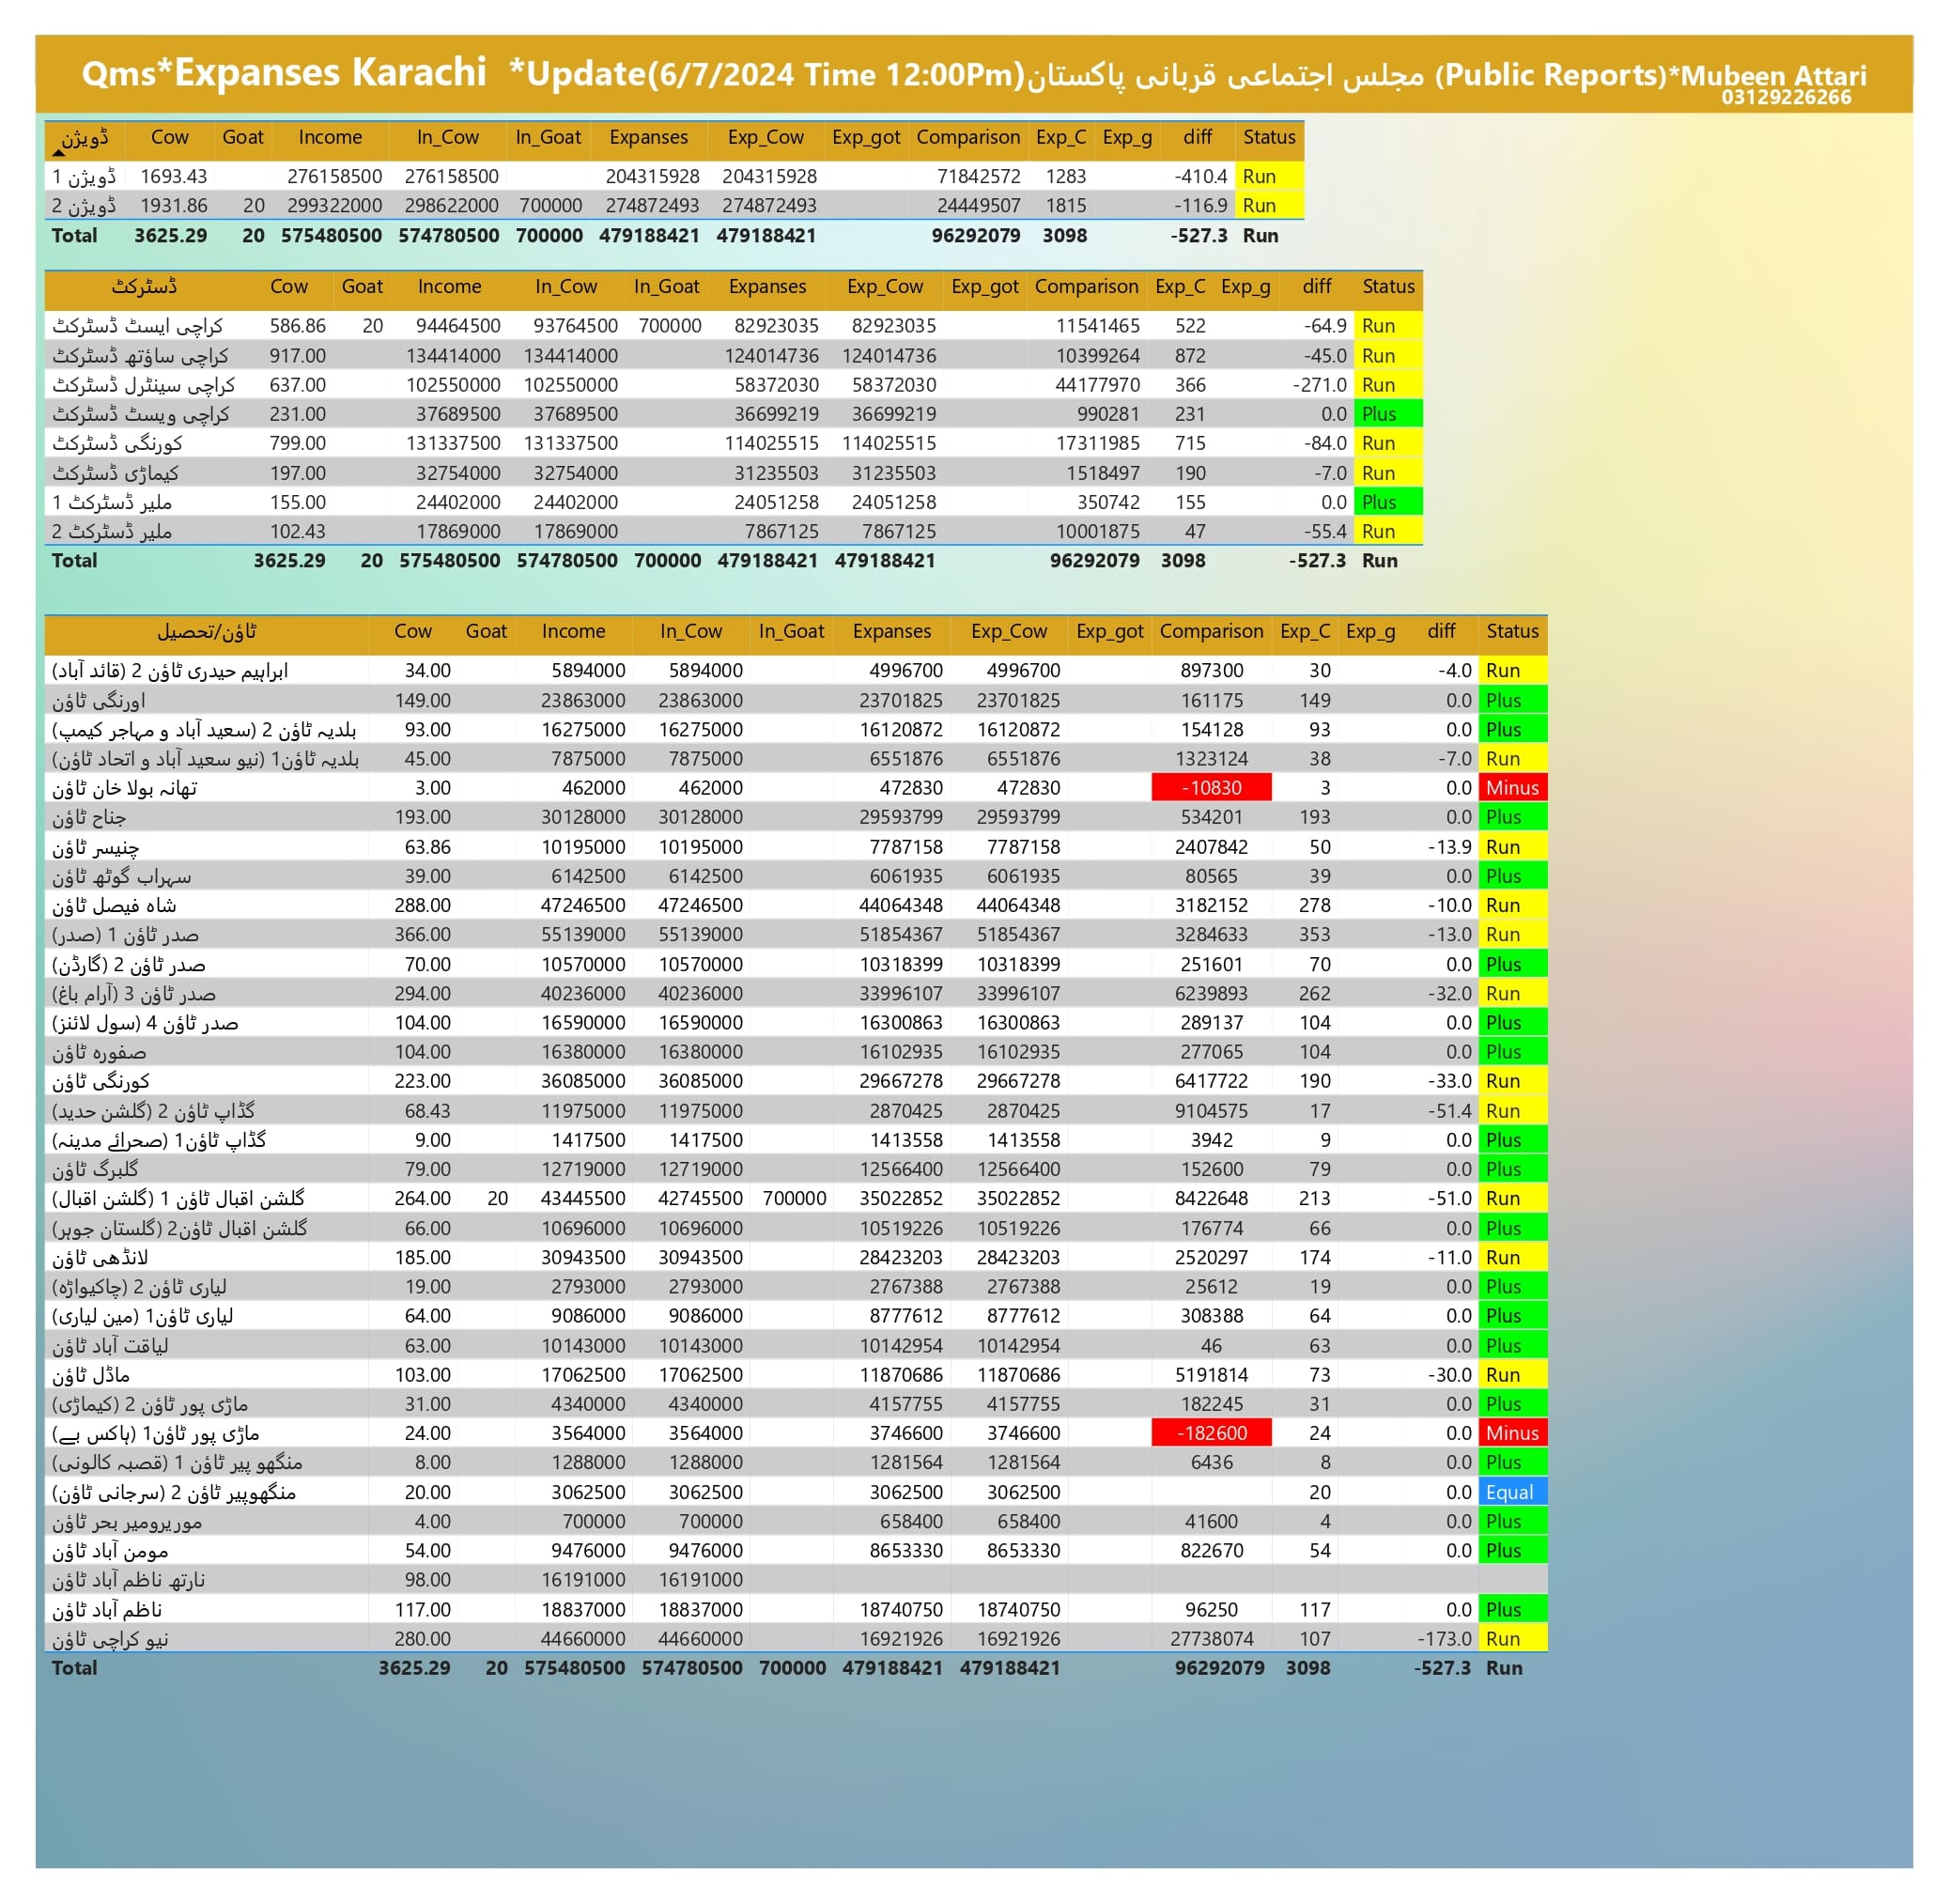 Qms*Expanses Karachi *Update(6/7/2024 Time 12:00Pm)مجلس اجتماعی قربانی پاکستان (Public Reports)*Mubeen Attari
03129226266
ڈویژن Cow Goat Income In_Cow In_Goat Expanses Exp_Cow Exp_got Comparison Exp_C Exp_g diff Status
ڈویژن 1 1693.43 276158500 276158500 204315928 204315928 71842572 1283 -410.4 Run
ڈویژن 2 1931.86 20 299322000 298622000 700000 274872493 274872493 24449507 1815 -116.9 Run
Total 3625.29 20 575480500 574780500 700000 479188421 479188421 96292079 3098 -527.3 Run
ڈسٹرکٹ Cow Goat Income In_Cow In_Goat Expanses Exp_Cow Exp_got Comparison Exp_C Exp_g diff Status
کراچی ایسٹ ڈسٹرکٹ 586.86 20 94464500 93764500 700000 82923035 82923035 11541465 522 -64.9 Run
کراچی ساؤتھ ڈسٹرکٹ 917.00 134414000 134414000 124014736 124014736 10399264 872 -45.0 Run
کراچی سینٹرل ڈسٹرکٹ 637.00 102550000 102550000 58372030 58372030 44177970 366 -271.0 Run
کراچی ویسٹ ڈسٹرکٹ 231.00 37689500 37689500 36699219 36699219 990281 231 0.0 Plus
کورنگی ڈسٹرکٹ 799.00 131337500 131337500 114025515 114025515 17311985 715 -84.0 Run
کیماڑی ڈسٹرکٹ 197.00 32754000 32754000 31235503 31235503 1518497 190 -7.0 Run
ملیر ڈسٹرکٹ 1 155.00 24402000 24402000 24051258 24051258 350742 155 0.0 Plus
ملیر ڈسٹرکٹ 2 102.43 17869000 17869000 7867125 7867125 10001875 47 -55.4 Run
Total 3625.29 20 575480500 574780500 700000 479188421 479188421 96292079 3098 -527.3 Run
ٹاؤن/تحصیل Cow Goat Income In_Cow In_Goat Expanses Exp_Cow Exp_got Comparison Exp_C Exp_g diff Status
ابراہیم حیدری ٹاؤن 2 (قائد آباد) 34.00 5894000 5894000 4996700 4996700 897300 30 -4.0 Run
اورنگی ٹاؤن 149.00 23863000 23863000 23701825 23701825 161175 149 0.0 Plus
بلدیہ ٹاؤن 2 (سعید آباد و مہاجر کیمپ) 93.00 16275000 16275000 16120872 16120872 154128 93 0.0 Plus
بلدیہ ٹاؤن1 (نیو سعید آباد و اتحاد ٹاؤن) 45.00 7875000 7875000 6551876 6551876 1323124 38 -7.0 Run
تھانہ بولا خان ٹاؤن 3.00 462000 462000 472830 472830 -10830 3 0.0 Minus
جناح ٹاؤن 193.00 30128000 30128000 29593799 29593799 534201 193 0.0 Plus
چنیسر ٹاؤن 63.86 10195000 10195000 7787158 7787158 2407842 50 -13.9 Run
سہراب گوٹھ ٹاؤن 39.00 6142500 6142500 6061935 6061935 80565 39 0.0 Plus
شاہ فیصل ٹاؤن 288.00 47246500 47246500 44064348 44064348 3182152 278 -10.0 Run
صدر ٹاؤن 1 (صدر) 366.00 55139000 55139000 51854367 51854367 3284633 353 -13.0 Run
صدر ٹاؤن 2 (گارڈن) 70.00 10570000 10570000 10318399 10318399 251601 70 0.0 Plus
صدر ٹاؤن 3 (آرام باغ) 294.00 40236000 40236000 33996107 33996107 6239893 262 -32.0 Run
صدر ٹاؤن 4 (سول لائنز) 104.00 16590000 16590000 16300863 16300863 289137 104 0.0 Plus
صفورہ ٹاؤن 104.00 16380000 16380000 16102935 16102935 277065 104 0.0 Plus
کورنگی ٹاؤن 223.00 36085000 36085000 29667278 29667278 6417722 190 -33.0 Run
گڈاپ ٹاؤن 2 (گلشن حدید) 68.43 11975000 11975000 2870425 2870425 9104575 17 -51.4 Run
گڈاپ ٹاؤن1 (صحرائے مدینہ) 9.00 1417500 1417500 1413558 1413558 3942 9 0.0 Plus
گلبرگ ٹاؤن 79.00 12719000 12719000 12566400 12566400 152600 79 0.0 Plus
گلشن اقبال ٹاؤن 1 (گلشن اقبال) 264.00 20 43445500 42745500 700000 35022852 35022852 8422648 213 -51.0 Run
گلشن اقبال ٹاؤن2 (گلستان جوہر) 66.00 10696000 10696000 10519226 10519226 176774 66 0.0 Plus
لانڈھی ٹاؤن 185.00 30943500 30943500 28423203 28423203 2520297 174 -11.0 Run
لیاری ٹاؤن 2 (چاکیواڑہ) 19.00 2793000 2793000 2767388 2767388 25612 19 0.0 Plus
لیاری ٹاؤن1 (مین لیاری) 64.00 9086000 9086000 8777612 8777612 308388 64 0.0 Plus
لیاقت آباد ٹاؤن 63.00 10143000 10143000 10142954 10142954 46 63 0.0 Plus
ماڈل ٹاؤن 103.00 17062500 17062500 11870686 11870686 5191814 73 -30.0 Run
ماڑی پور ٹاؤن 2 (کیماڑی) 31.00 4340000 4340000 4157755 4157755 182245 31 0.0 Plus
ماڑی پور ٹاؤن1 (ہاکس بے) 24.00 3564000 3564000 3746600 3746600 -182600 24 0.0 Minus
منگھو پیر ٹاؤن 1 (قصبہ کالونی) 8.00 1288000 1288000 1281564 1281564 6436 8 0.0 Plus
منگھوپیر ٹاؤن 2 (سرجانی ٹاؤن) 20.00 3062500 3062500 3062500 3062500 20 0.0 Equal
موریرومیر بحر ٹاؤن 4.00 700000 700000 658400 658400 41600 4 0.0 Plus
مومن آباد ٹاؤن 54.00 9476000 9476000 8653330 8653330 822670 54 0.0 Plus
نارتھ ناظم آباد ٹاؤن 98.00 16191000 16191000
ناظم آباد ٹاؤن 117.00 18837000 18837000 18740750 18740750 96250 117 0.0 Plus
نیو کراچی ٹاؤن 280.00 44660000 44660000 16921926 16921926 27738074 107 -173.0 Run
Total 3625.29 20 575480500 574780500 700000 479188421 479188421 96292079 3098 -527.3 Run